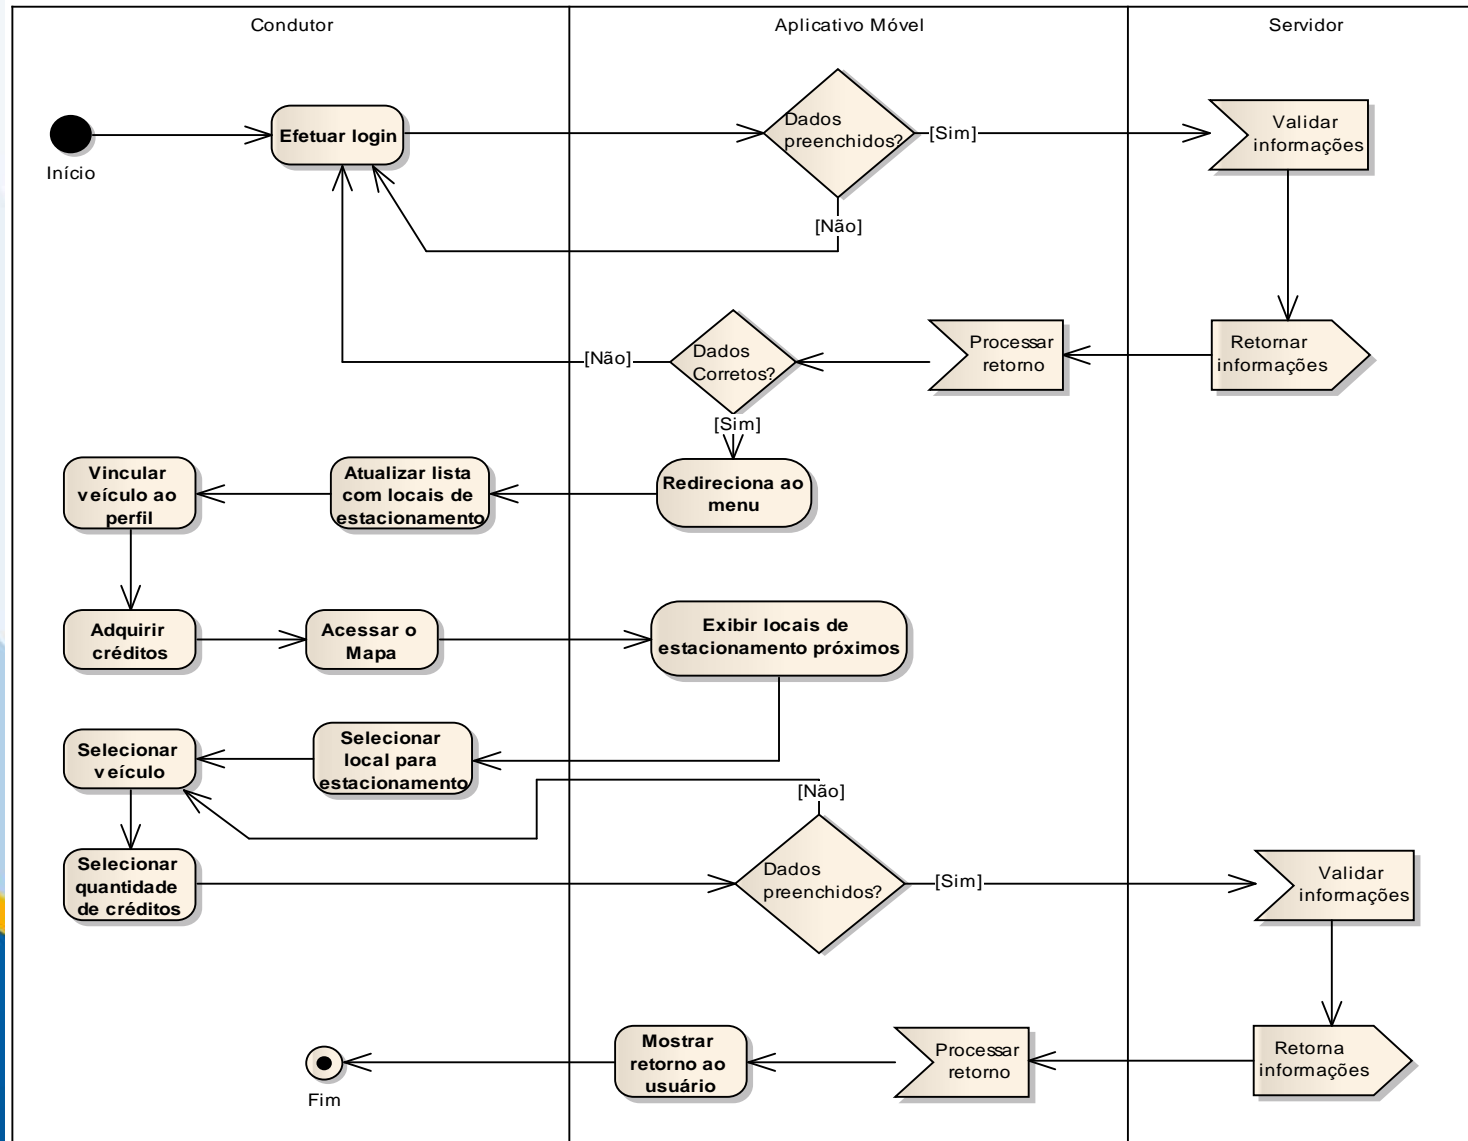 Condutor
Aplicativo Móvel
Servidor
Início
Efetuar login
Dados
preenchidos?
[Sim]
[Não]
Validar
informações
Retornar
informações
Processar
retorno
Dados
Corretos?
[Não]
[Sim]
Redireciona ao
menu
Atualizar lista
com locais de
estacionamento
Vincular
veículo ao
perfil
Adquirir
créditos
Acessar o
Mapa
Exibir locais de
estacionamento próximos
Selecionar
local para
estacionamento
Selecionar
veículo
Selecionar
quantidade
de créditos
Dados
preenchidos?
[Não]
[Sim]
Validar
informações
Retorna
informações
Processar
retorno
Mostrar
retorno ao
usuário
Fim